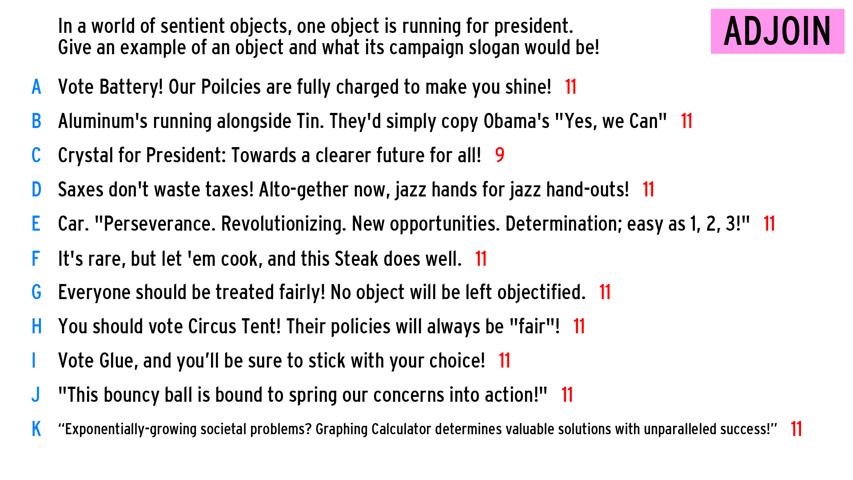 In a world of sentient objects, one object is running for president.
Give an example of an object and what its campaign slogan would be!
ADJOIN
A Vote Battery! Our Poilcies are fully charged to make you shine! 11
B Aluminum's running alongside Tin. They'd simply copy Obama's "Yes, we Can" 11
C Crystal for President: Towards a clearer future for all! 9
D Saxes don't waste taxes! Alto-gether now, jazz hands for jazz hand-outs! 11
E Car. "Perseverance. Revolutionizing. New opportunities. Determination; easy as 1, 2, 3!" 11
F It's rare, but let 'em cook, and this Steak does well. 11
G Everyone should be treated fairly! No object will be left objectified. 11
H You should vote Circus Tent! Their policies will always be "fair"! 11
I Vote Glue, and you’ll be sure to stick with your choice! 11
J "This bouncy ball is bound to spring our concerns into action!" 11
K “Exponentially-growing societal problems? Graphing Calculator determines valuable solutions with unparalleled success!” 11